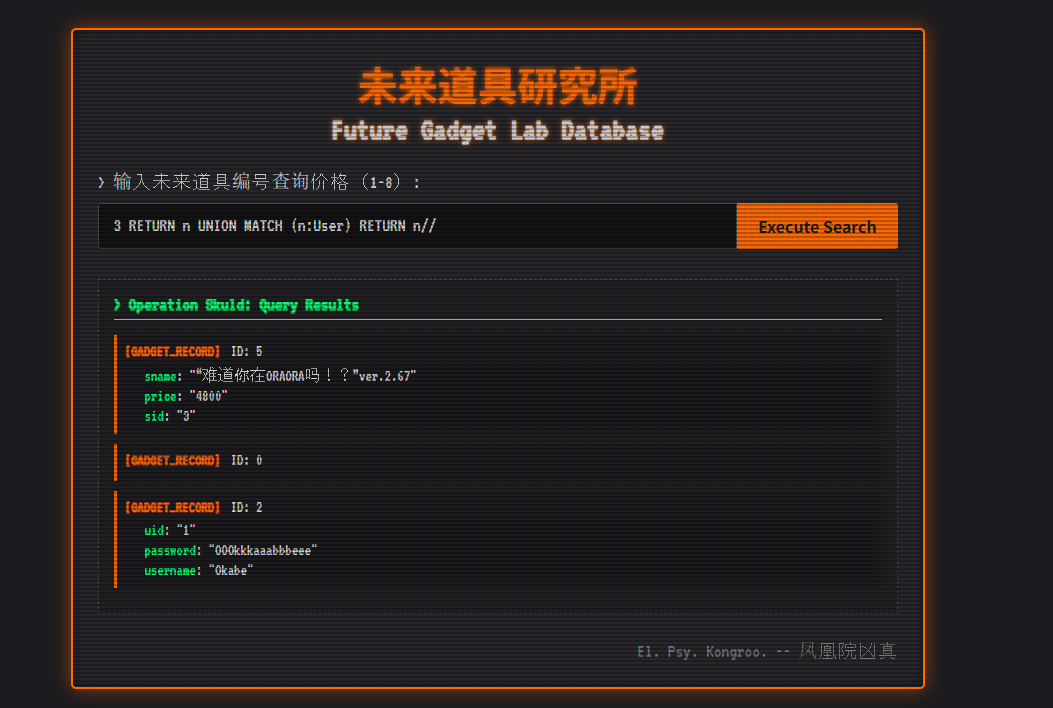 未来道具研究所
Future Gadget Lab Database
> 输入未来道具编号查询价格（1-8）:
3 RETURN n UNION MATCH (n:User) RETURN n//
Execute Search
> Operation Skuld: Query Results
[GADGET_RECORD] ID: 5
sname: "“难道你在ORAORA吗！？”ver.2.67"
price: "4800"
sid: "3"
[GADGET_RECORD] ID: 0
[GADGET_RECORD] ID: 2
uid: "1"
password: "OOOkkkaaabbbeee"
username: "Okabe"
El. Psy. Kongroo. -- 凤凰院凶真